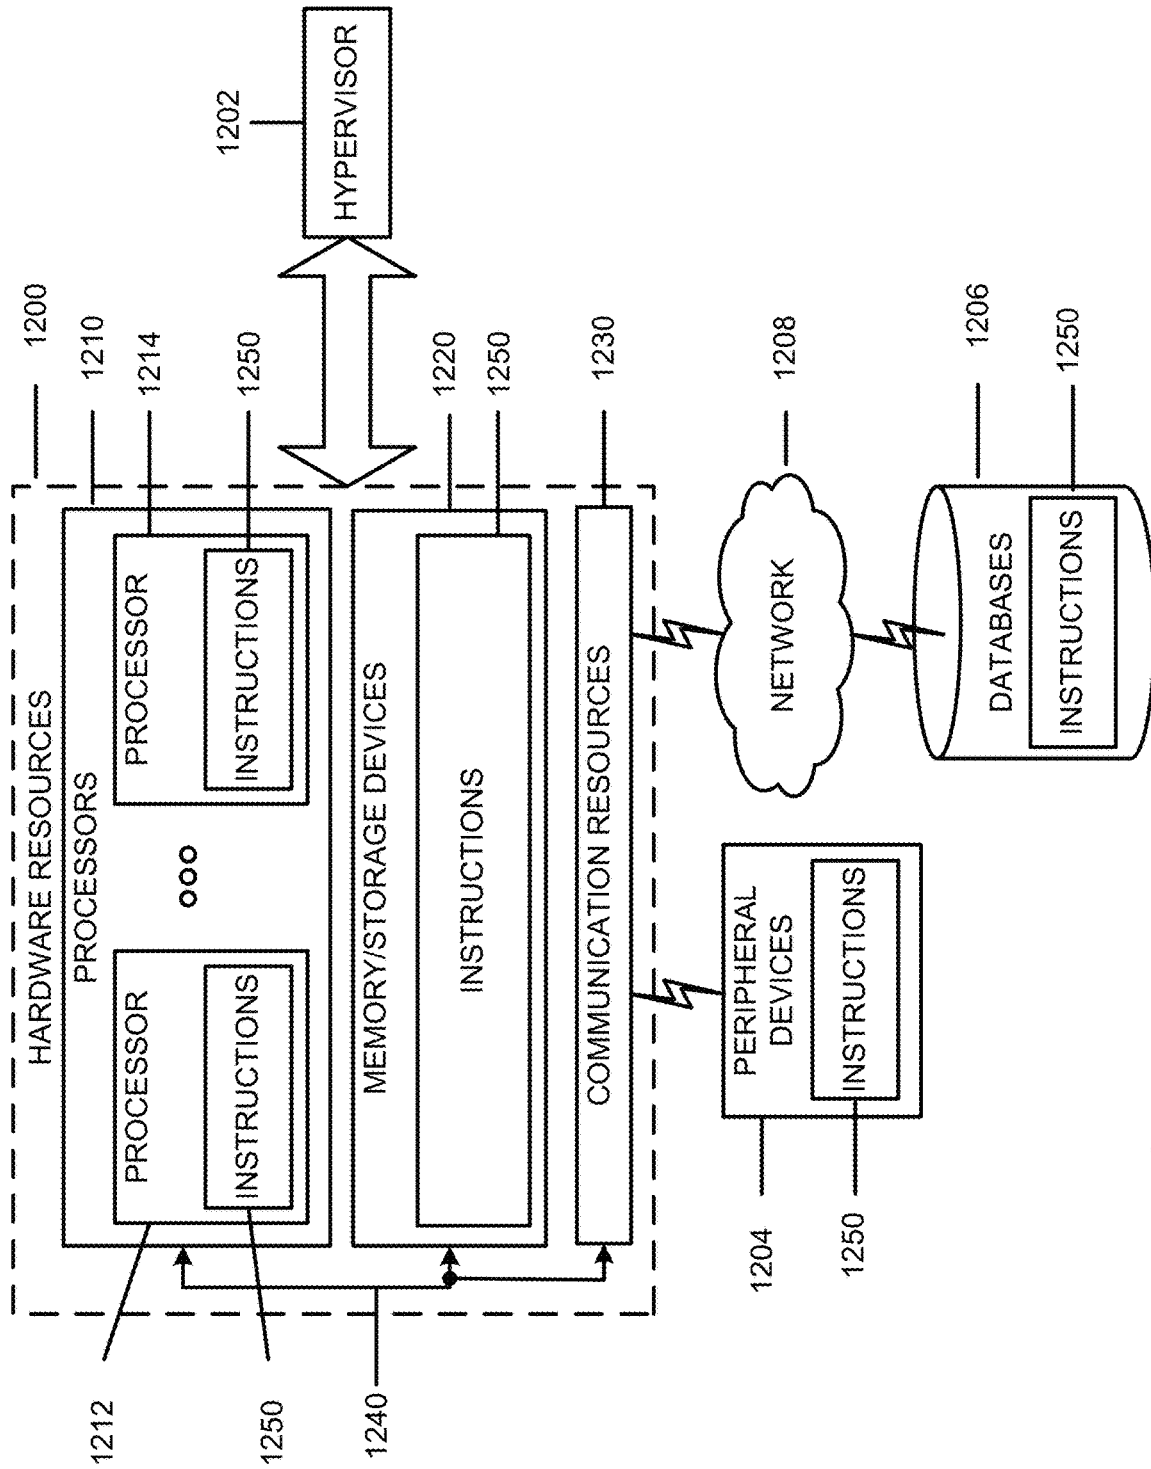 HARDWARE RESOURCES
1200
PROCESSORS
1210
PROCESSOR
INSTRUCTIONS
1212
1250
PROCESSOR
INSTRUCTIONS
1214
1250
1202
HYPERVISOR
MEMORY/STORAGE DEVICES
1220
INSTRUCTIONS
1250
1240
COMMUNICATION RESOURCES
1230
PERIPHERAL
DEVICES
INSTRUCTIONS
1204
1250
NETWORK
1208
DATABASES
INSTRUCTIONS
1206
1250